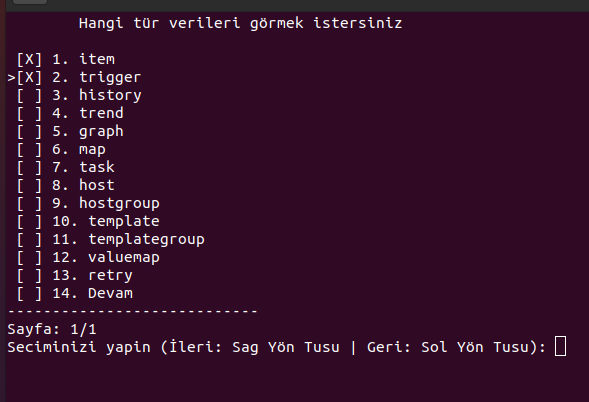 Hangi tür verileri görmek istersiniz
[X] 1. item
>[X] 2. trigger
[ ] 3. history
[ ] 4. trend
[ ] 5. graph
[ ] 6. map
[ ] 7. task
[ ] 8. host
[ ] 9. hostgroup
[ ] 10. template
[ ] 11. templategroup
[ ] 12. valuemap
[ ] 13. retry
[ ] 14. Devam
----------------------------
Sayfa: 1/1
Seciminizi yapin (İleri: Sag Yön Tusu | Geri: Sol Yön Tusu):